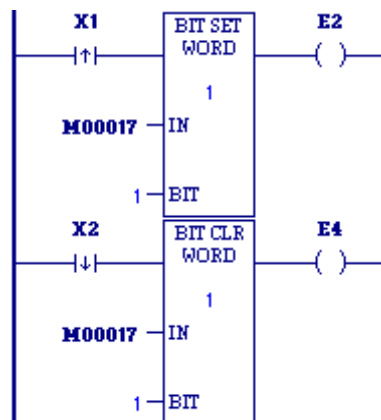 X1
BIT SET
WORD
E2
1
M00017
IN
1
BIT
X2
BIT CLR
WORD
E4
1
M00017
IN
1
BIT